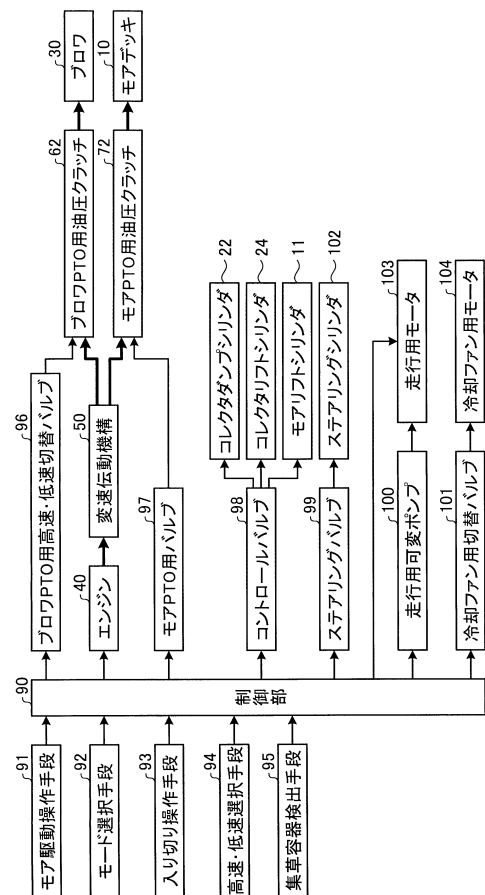 91
モア駆動操作手段
92
モード選択手段
93
入り切り操作手段
94
高速・低速選択手段
95
集草容器検出手段
90
制御部
96
ブロワPTO用高速・低速切替バルブ
40
エンジン
50
変速伝動機構
97
モアPTO用バルブ
62
ブロワPTO用油圧クラッチ
72
モアPTO用油圧クラッチ
30
ブロワ
10
モアデッキ
98
コントロールバルブ
コレクタダンプシリンダ
22
コレクタリフトシリンダ
24
モアリフトシリンダ
11
99
ステアリングバルブ
ステアリングシリンダ
102
100
走行用可変ポンプ
103
走行用モータ
101
冷却ファン用切替バルブ
104
冷却ファン用モータ